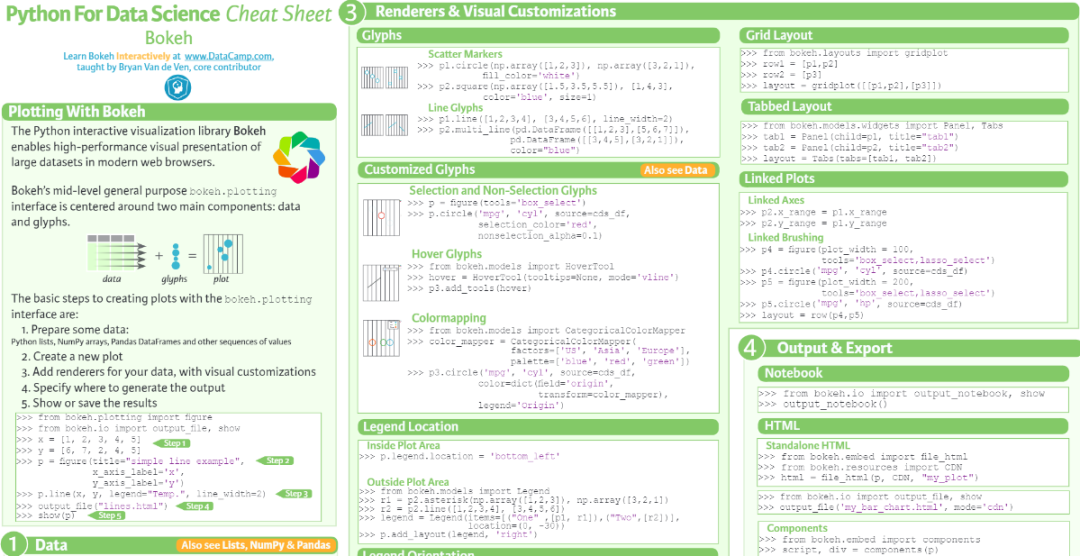 Python For Data Science Cheat Sheet
Bokeh
Learn Bokeh Interactively at www.DataCamp.com,
taught by Bryan Van de Ven, core contributor
Plotting With Bokeh
The Python interactive visualization library Bokeh
enables high-performance visual presentation of
large datasets in modern web browsers.
Bokeh's mid-level general purpose bokeh.plotting
interface is centered around two main components: data
and glyphs.
+ =
data glyphs plot
The basic steps to creating plots with the bokeh.plotting
interface are:
1. Prepare some data:
Python lists, NumPy arrays, Pandas DataFrames and other sequences of values
2. Create a new plot
3. Add renderers for your data, with visual customizations
4. Specify where to generate the output
5. Show or save the results
>>> from bokeh.plotting import figure
>>> from bokeh.io import output_file, show
>>> x = [1, 2, 3, 4, 5] Step 1
>>> y = [6, 7, 2, 4, 5]
>>> p = figure(title="simple line example", Step 2
x_axis_label='x',
y_axis_label='y')
>>> p.line(x, y, legend="Temp.", line_width=2) Step 3
>>> output_file("lines.html") Step 4
>>> show(p) Step 5
1 Data Also see Lists, NumPy & Pandas
3 Renderers & Visual Customizations
Glyphs
Scatter Markers
>>> p1.circle(np.array([1,2,3]), np.array([3,2,1]),
fill_color='white')
>>> p2.square(np.array([1.5,3.5,5.5]), [1,4,3],
color='blue', size=1)
Line Glyphs
>>> p1.line([1,2,3,4], [3,4,5,6], line_width=2)
>>> p2.multi_line(pd.DataFrame([[1,2,3],[5,6,7]]),
pd.DataFrame([[3,4,5],[3,2,1]]),
color="blue")
Customized Glyphs Also see Data
Selection and Non-Selection Glyphs
>>> p = figure(tools='box_select')
>>> p.circle('mpg', 'cyl', source=cds_df,
selection_color='red',
nonselection_alpha=0.1)
Hover Glyphs
>>> from bokeh.models import HoverTool
>>> hover = HoverTool(tooltips=None, mode='vline')
>>> p3.add_tools(hover)
Colormapping
>>> from bokeh.models import CategoricalColorMapper
>>> color_mapper = CategoricalColorMapper(
factors=['US', 'Asia', 'Europe'],
palette=['blue', 'red', 'green'])
>>> p3.circle('mpg', 'cyl', source=cds_df,
color=dict(field='origin',
transform=color_mapper),
legend='Origin')
Legend Location
Inside Plot Area
>>> p.legend.location = 'bottom_left'
Outside Plot Area
>>> from bokeh.models import Legend
>>> r1 = p2.asterisk(np.array([1,2,3]), np.array([3,2,1])
>>> r2 = p2.line([1,2,3,4], [3,4,5,6])
>>> legend = Legend(items=[("One" ,[p1, r1]),("Two",[r2])],
location=(0, -30))
>>> p.add_layout(legend, 'right')
Legend Orientation
Grid Layout
>>> from bokeh.layouts import gridplot
>>> row1 = [p1,p2]
>>> row2 = [p3]
>>> layout = gridplot([[p1,p2],[p3]])
Tabbed Layout
>>> from bokeh.models.widgets import Panel, Tabs
>>> tab1 = Panel(child=p1, title="tab1")
>>> tab2 = Panel(child=p2, title="tab2")
>>> layout = Tabs(tabs=[tab1, tab2])
Linked Plots
Linked Axes
>>> p2.x_range = p1.x_range
>>> p2.y_range = p1.y_range
Linked Brushing
>>> p4 = figure(plot_width = 100,
tools='box_select,lasso_select')
>>> p4.circle('mpg', 'cyl', source=cds_df)
>>> p5 = figure(plot_width = 200,
tools='box_select,lasso_select')
>>> p5.circle('mpg', 'hp', source=cds_df)
>>> layout = row(p4,p5)
4 Output & Export
Notebook
>>> from bokeh.io import output_notebook, show
>>> output_notebook()
HTML
Standalone HTML
>>> from bokeh.embed import file_html
>>> from bokeh.resources import CDN
>>> html = file_html(p, CDN, "my_plot")
>>> from bokeh.io import output_file, show
>>> output_file('my_bar_chart.html', mode='cdn')
Components
>>> from bokeh.embed import components
>>> script, div = components(p)